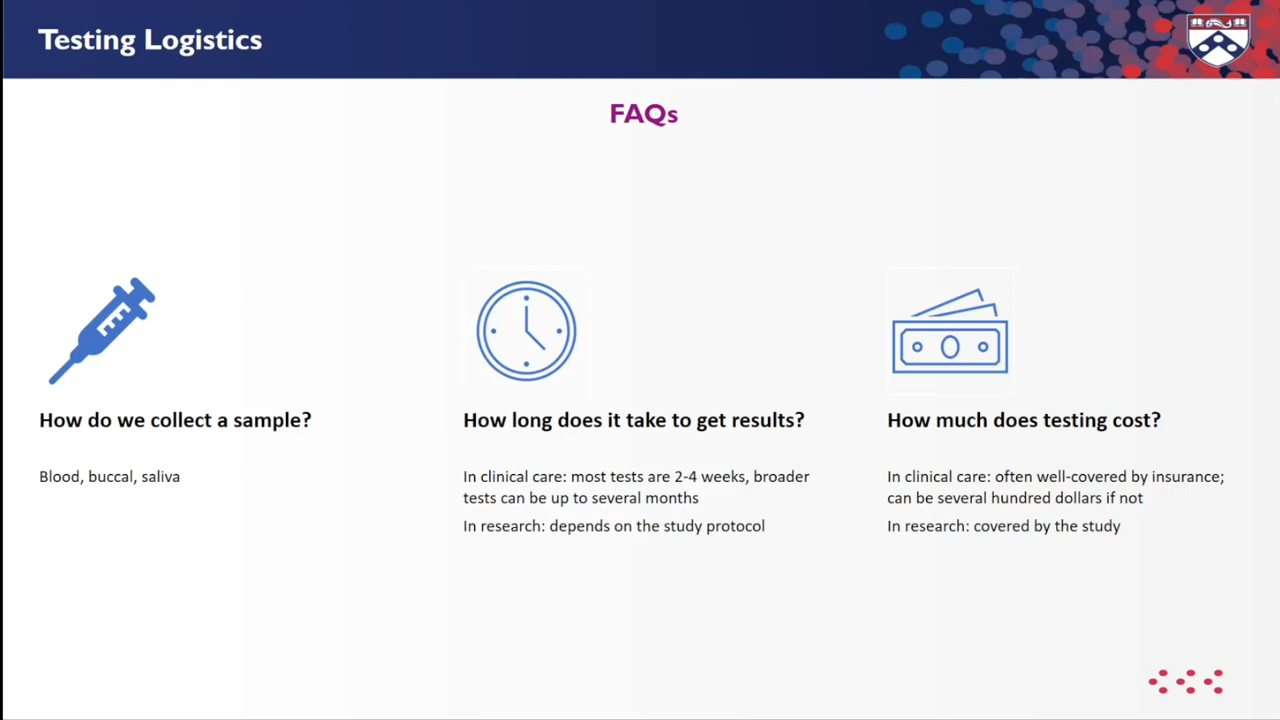 Testing Logistics
FAQs
How do we collect a sample?
Blood, buccal, saliva
How long does it take to get results?
In clinical care: most tests are 2-4 weeks, broader
tests can be up to several months
In research: depends on the study protocol
How much does testing cost?
In clinical care: often well-covered by insurance;
can be several hundred dollars if not
In research: covered by the study